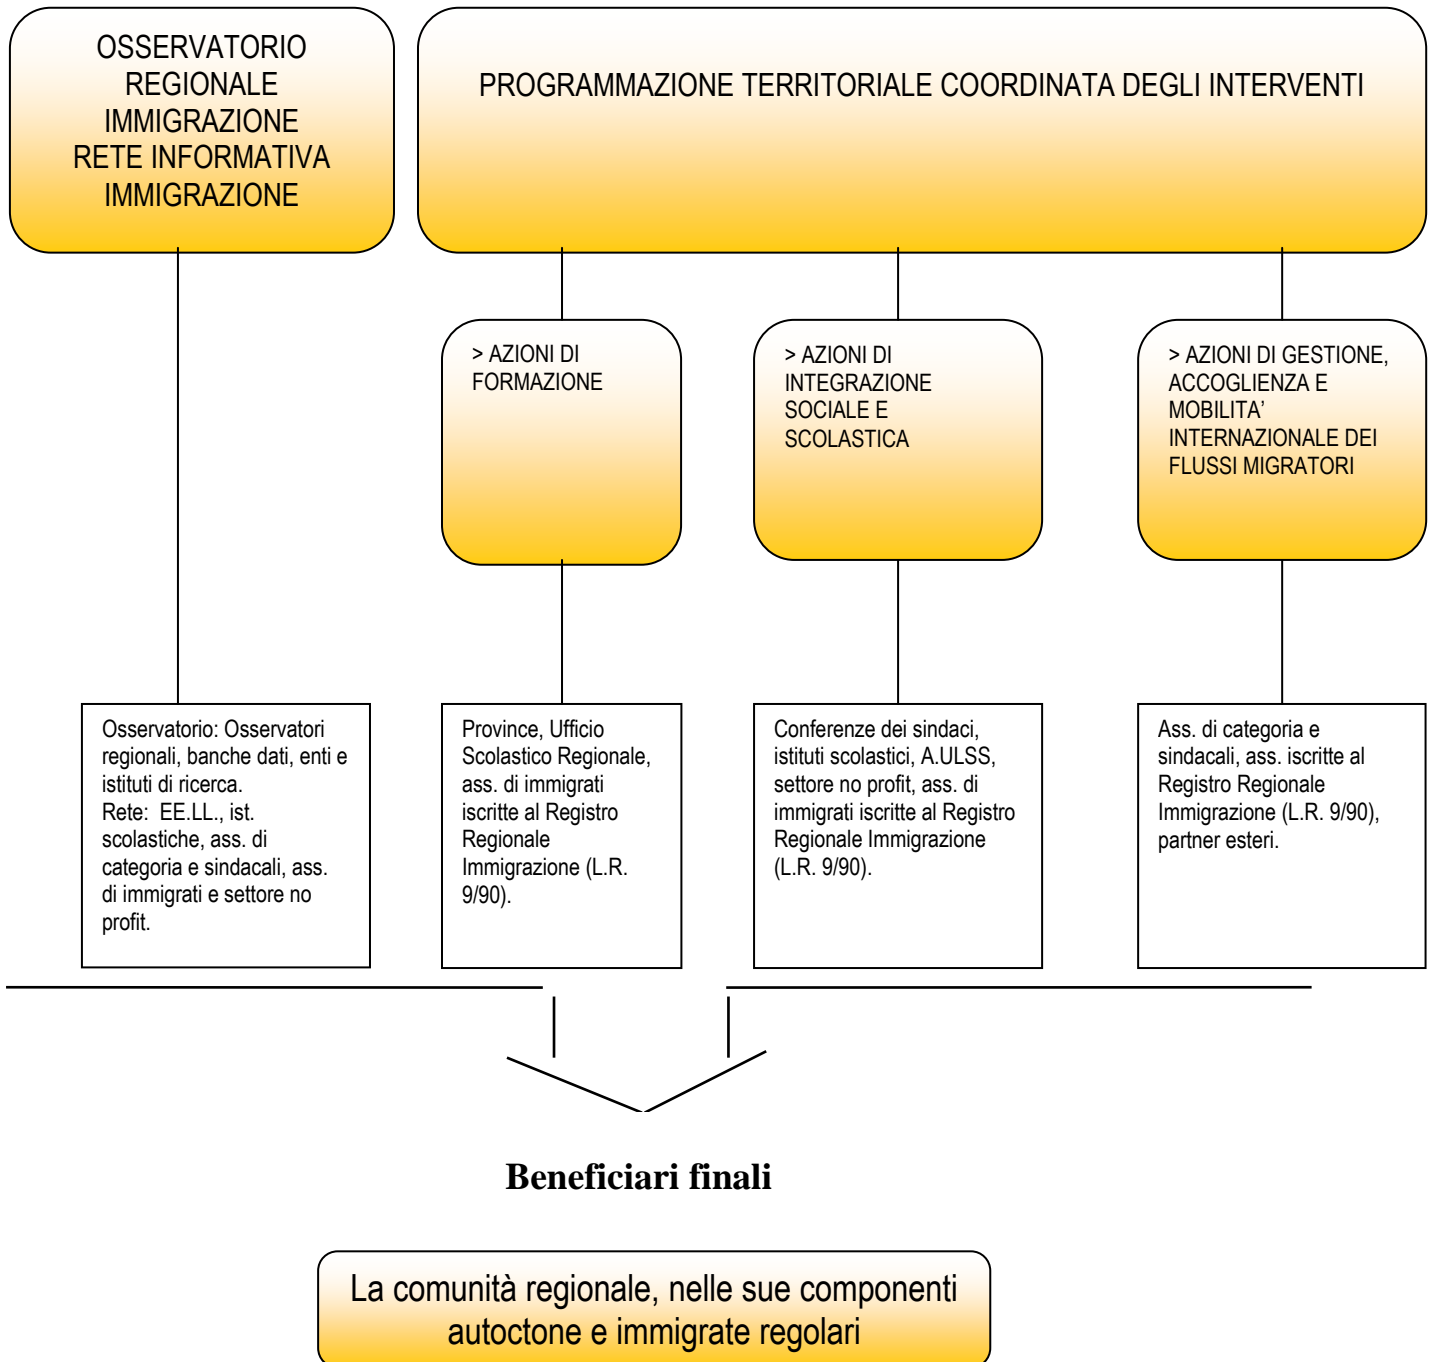 OSSERVATORIO
REGIONALE
IMMIGRAZIONE
RETE INFORMATIVA
IMMIGRAZIONE
PROGRAMMAZIONE TERRITORIALE COORDINATA DEGLI INTERVENTI
> AZIONI DI
FORMAZIONE
> AZIONI DI
INTEGRAZIONE
SOCIALE E
SCOLASTICA
> AZIONI DI GESTIONE,
ACCOGLIENZA E
MOBILITA’
INTERNAZIONALE DEI
FLUSSI MIGRATORI
Osservatorio: Osservatori
regionali, banche dati, enti e
istituti di ricerca.
Rete: EE.LL., ist.
scolastiche, ass. di
categoria e sindacali, ass.
di immigrati e settore no
profit.
Province, Ufficio
Scolastico Regionale,
ass. di immigrati
iscritte al Registro
Regionale
Immigrazione (L.R.
9/90).
Conferenze dei sindaci,
istituti scolastici, A.ULSS,
settore no profit, ass. di
immigrati iscritte al Registro
Regionale Immigrazione
(L.R. 9/90).
Ass. di categoria e
sindacali, ass. iscritte al
Registro Regionale
Immigrazione (L.R. 9/90),
partner esteri.
Beneficiari finali
La comunità regionale, nelle sue componenti
autoctone e immigrate regolari